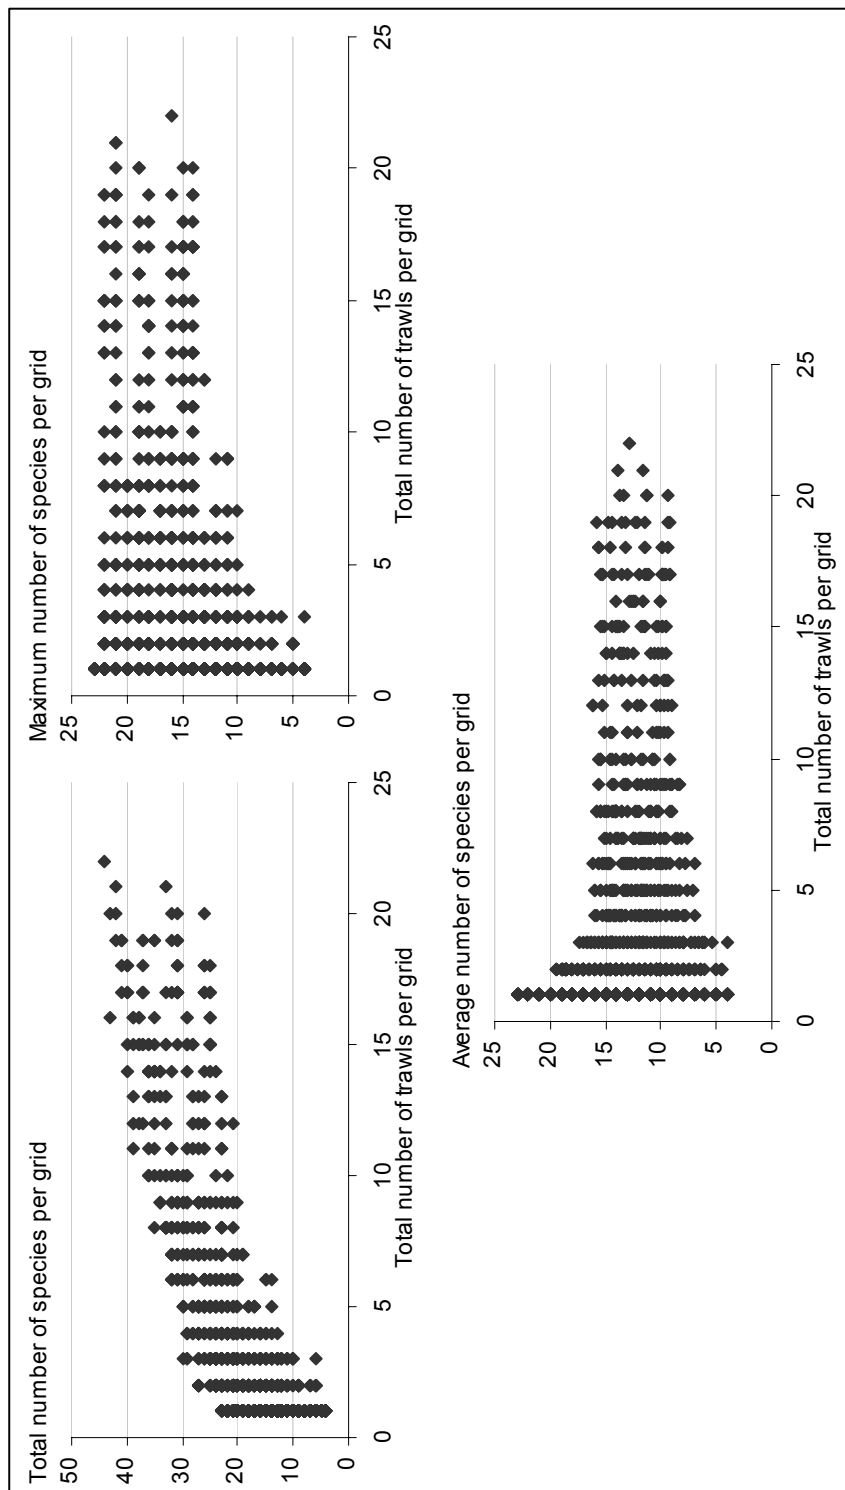 Total number of species per grid
50
40
30
20
10
0
0 5 10 15 20 25
Total number of trawls per grid
Maximum number of species per grid
25
20
15
10
5
0
0 5 10 15 20 25
Total number of trawls per grid
Average number of species per grid
25
20
15
10
5
0
0 5 10 15 20 25
Total number of trawls per grid